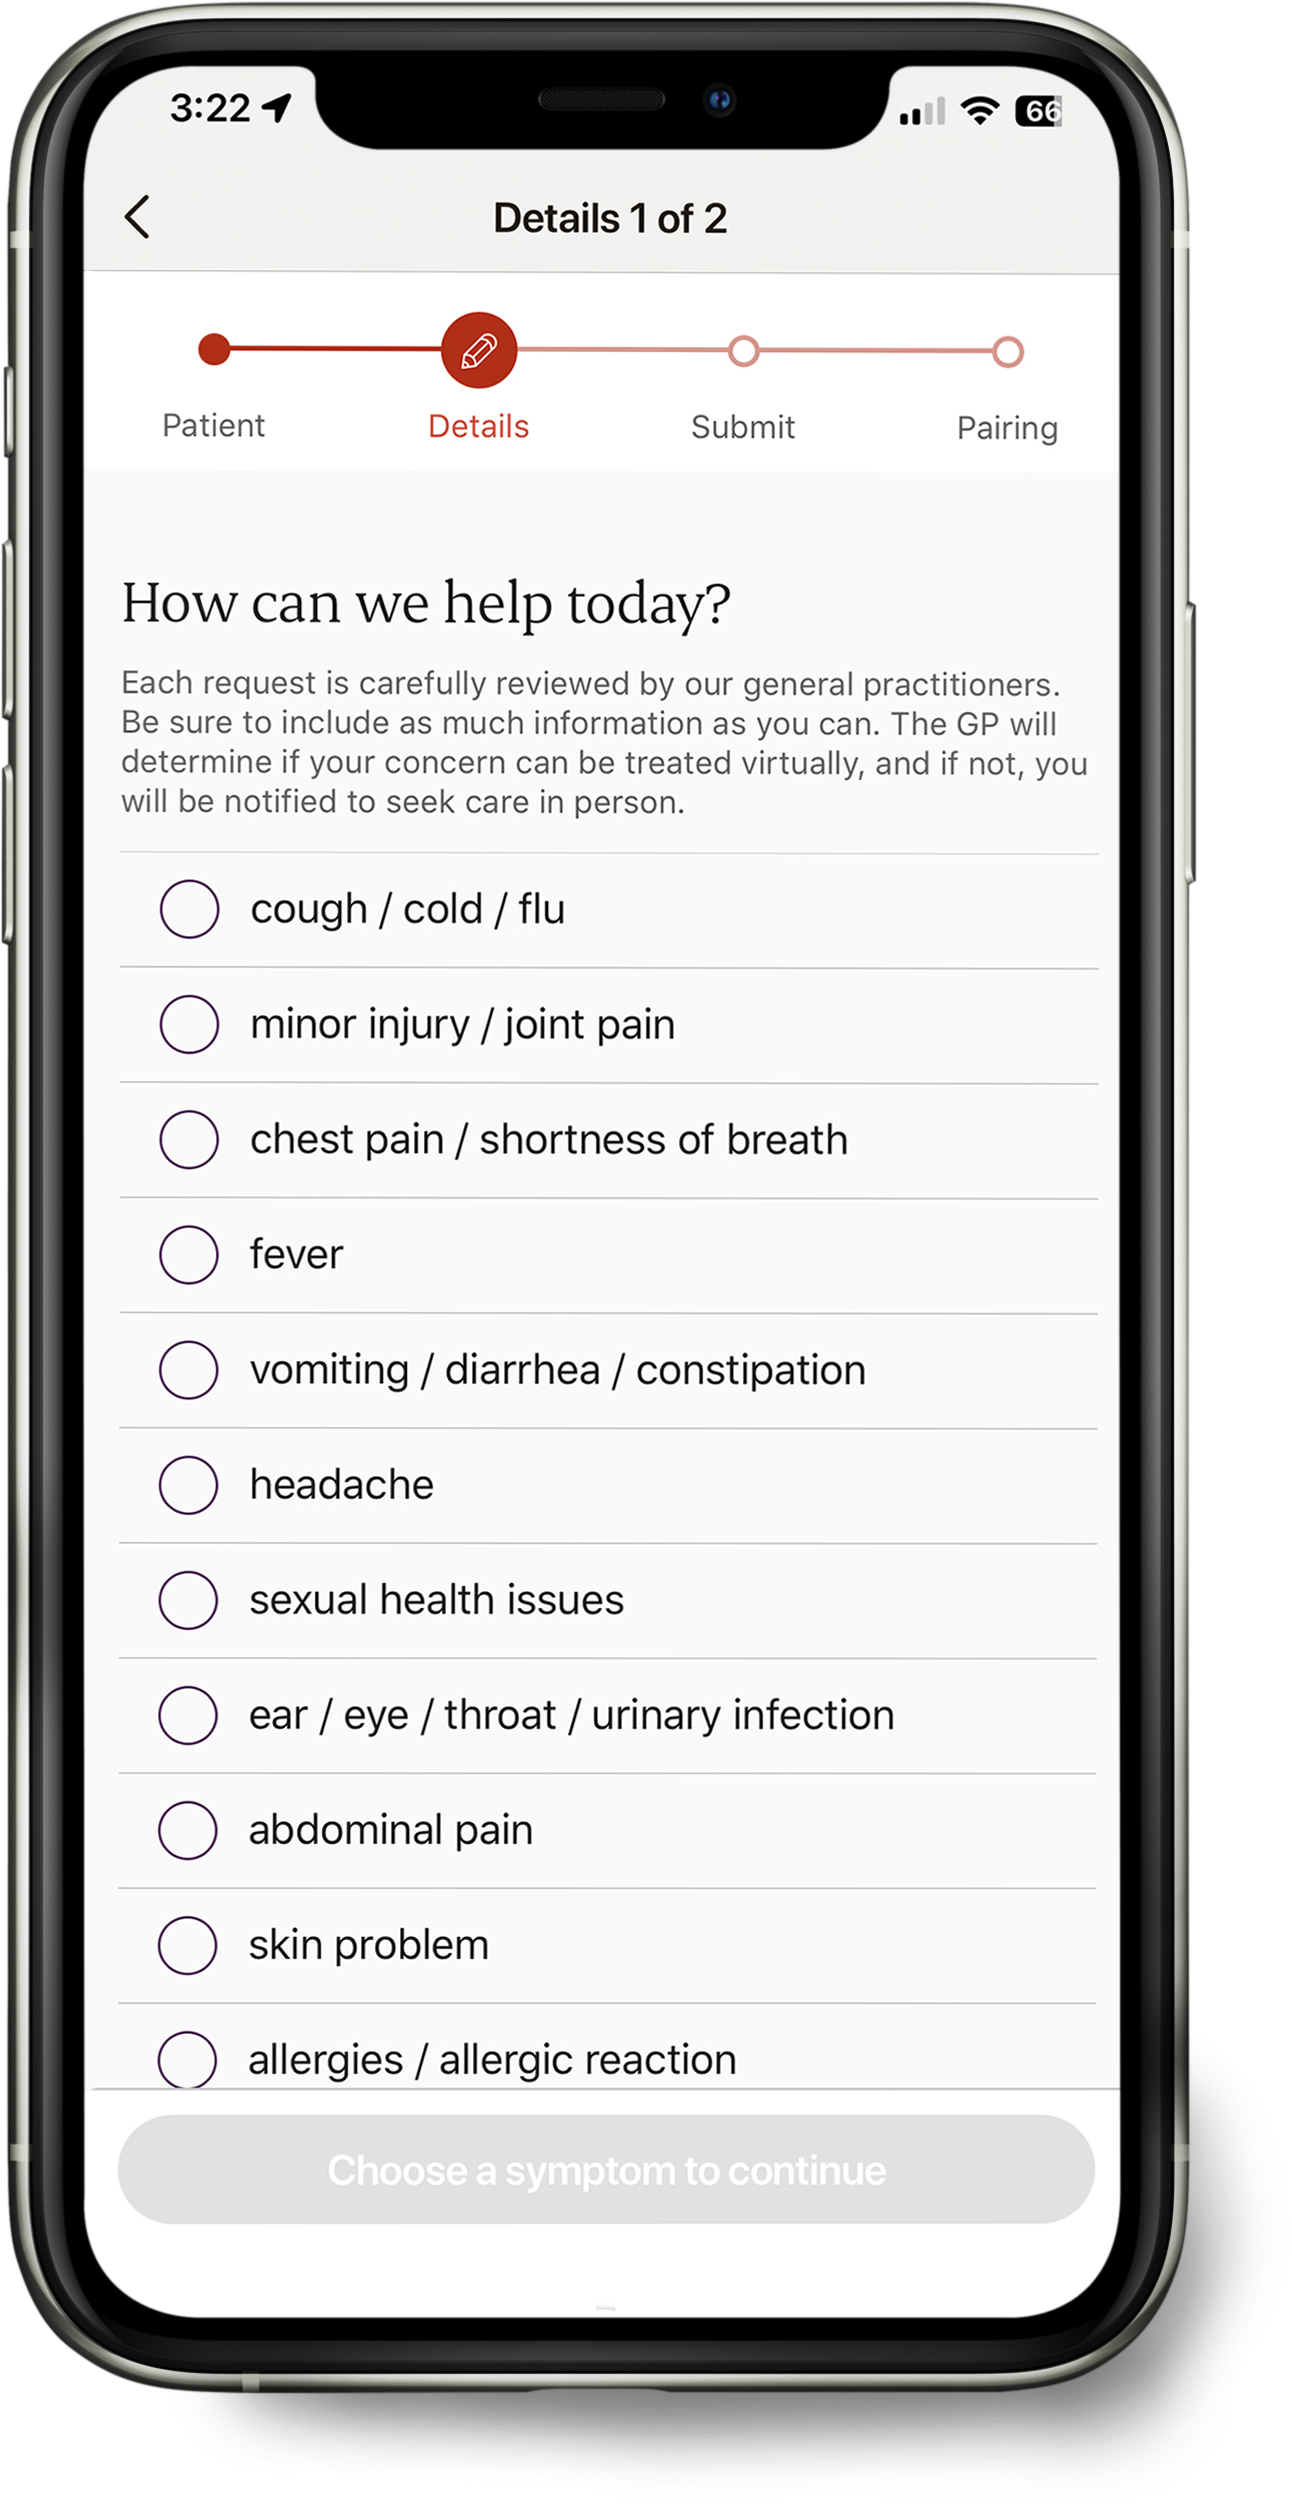 3:22
66
Details 1 of 2
Patient
Details
Submit
Pairing
How can we help today?
Each request is carefully reviewed by our general practitioners.
Be sure to include as much information as you can. The GP will
determine if your concern can be treated virtually, and if not, you
will be notified to seek care in person.
cough / cold / flu
minor injury / joint pain
chest pain / shortness of breath
fever
vomiting / diarrhea / constipation
headache
sexual health issues
ear / eye / throat / urinary infection
abdominal pain
skin problem
allergies / allergic reaction
Choose a symptom to continue